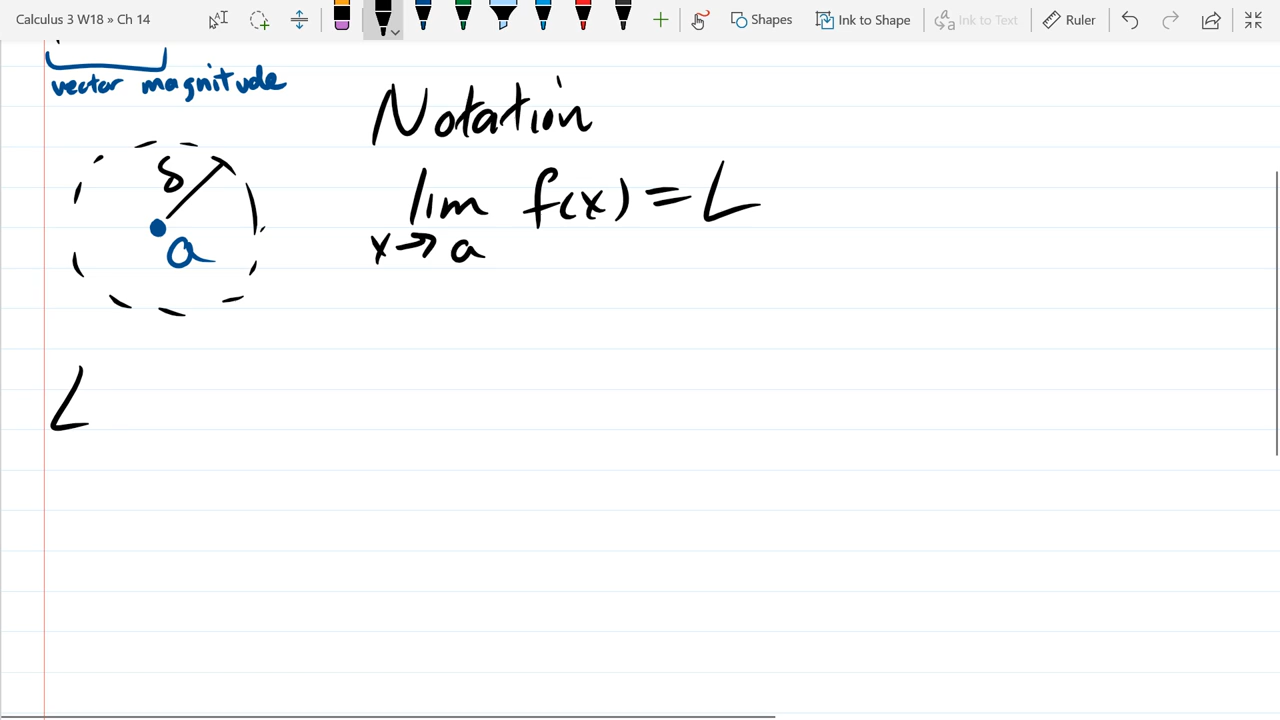 Calculus 3 W18 » Ch 14
Shapes
Ink to Shape
Ink to Text
Ruler
vector magnitude
Notation
δ
lim f(x) = L
x→a
a
L